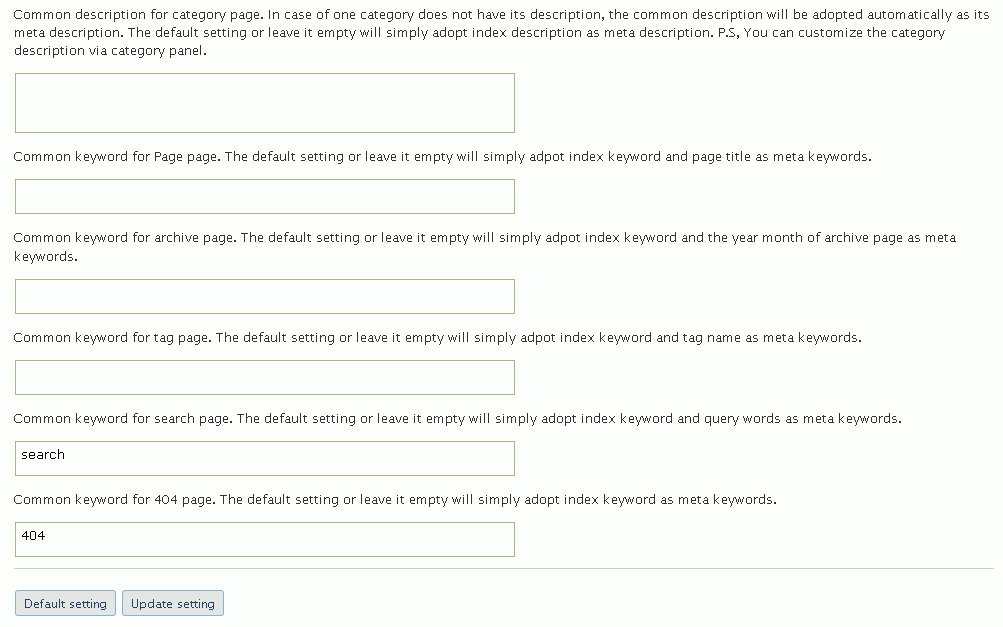 Common description for category page. In case of one category does not have its description, the common description will be adopted automatically as its
meta description. The default setting or leave it empty will simply adopt index description as meta description. P.S, You can customize the category
description via category panel.
Common keyword for Page page. The default setting or leave it empty will simply adpot index keyword and page title as meta keywords.
Common keyword for archive page. The default setting or leave it empty will simply adpot index keyword and the year month of archive page as meta
keywords.
Common keyword for tag page. The default setting or leave it empty will simply adpot index keyword and tag name as meta keywords.
Common keyword for search page. The default setting or leave it empty will simply adopt index keyword and query words as meta keywords.
search
Common keyword for 404 page. The default setting or leave it empty will simply adopt index keyword as meta keywords.
404
Default setting Update setting